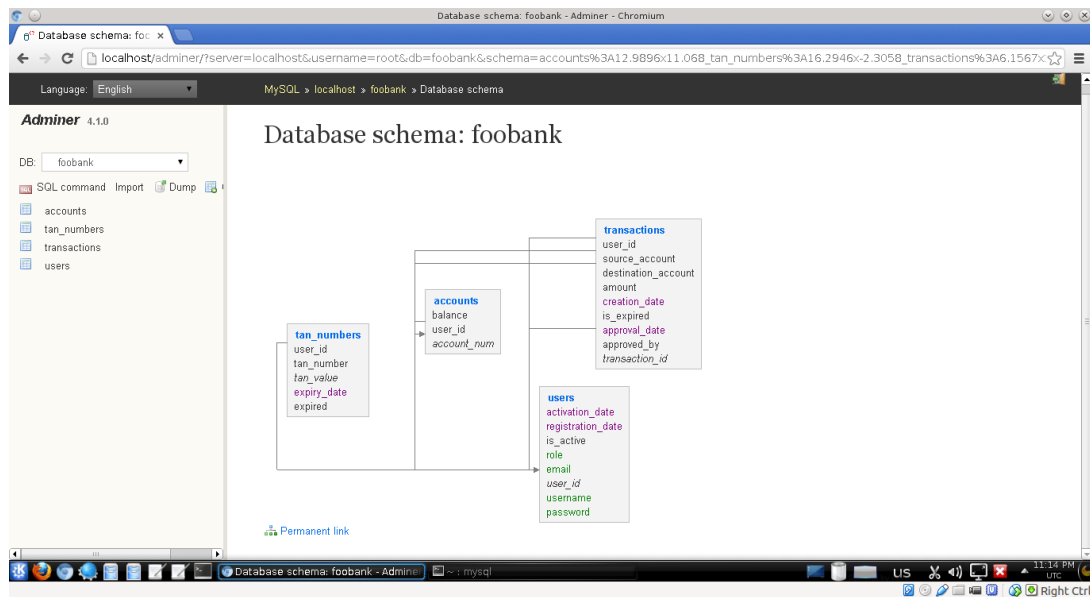 Database schema: foobank - Adminer - Chromium
Database schema: foo
localhost/adminer/?server=localhost&username=root&db=foobank&schema=accounts%3A12.9896x11.068_tan_numbers%3A16.2946x-2.3058_transactions%3A6.1567x
Language: English
MySQL » localhost » foobank » Database schema
Adminer 4.1.0
DB: foobank
SQL command Import Dump
accounts
tan_numbers
transactions
users
Database schema: foobank
transactions
user_id
source_account
destination_account
amount
creation_date
is_expired
approval_date
approved_by
transaction_id
accounts
balance
user_id
account_num
tan_numbers
user_id
tan_number
tan_value
expiry_date
expired
users
activation_date
registration_date
is_active
role
email
user_id
username
password
Permanent link
Database schema: foobank - Admine
~ : mysql
US
11:14 PM
UTC
Right Ctrl